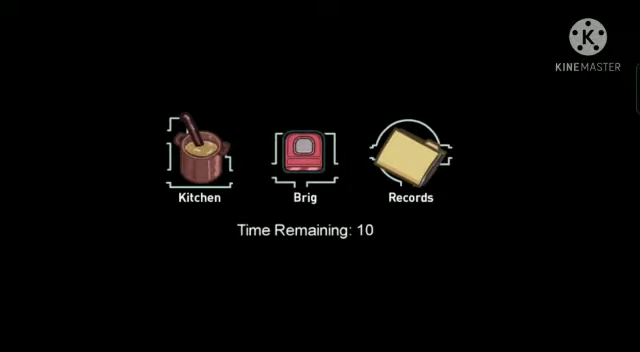 K
KINEMASTER
Kitchen
Brig
Records
Time Remaining: 10